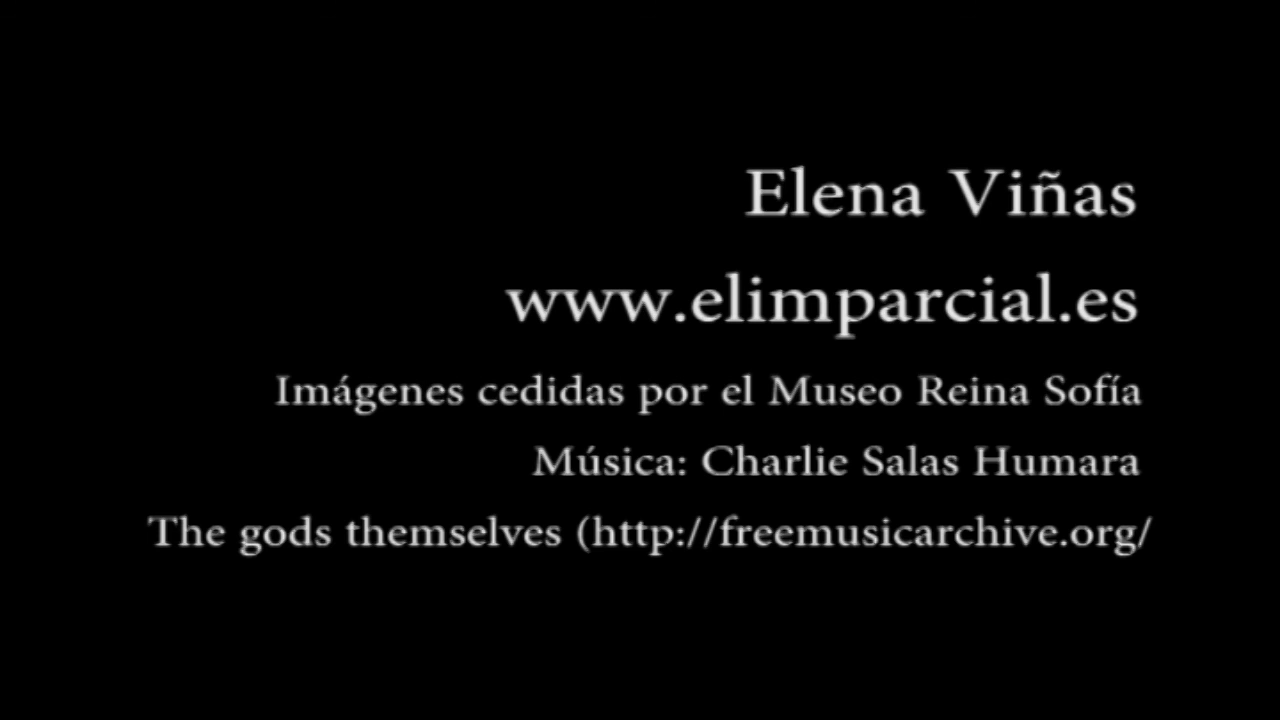 Elena Viñas
www.elimparcial.es
Imágenes cedidas por el Museo Reina Sofía
Música: Charlie Salas Humara
The gods themselves (http://freemusicarchive.org/